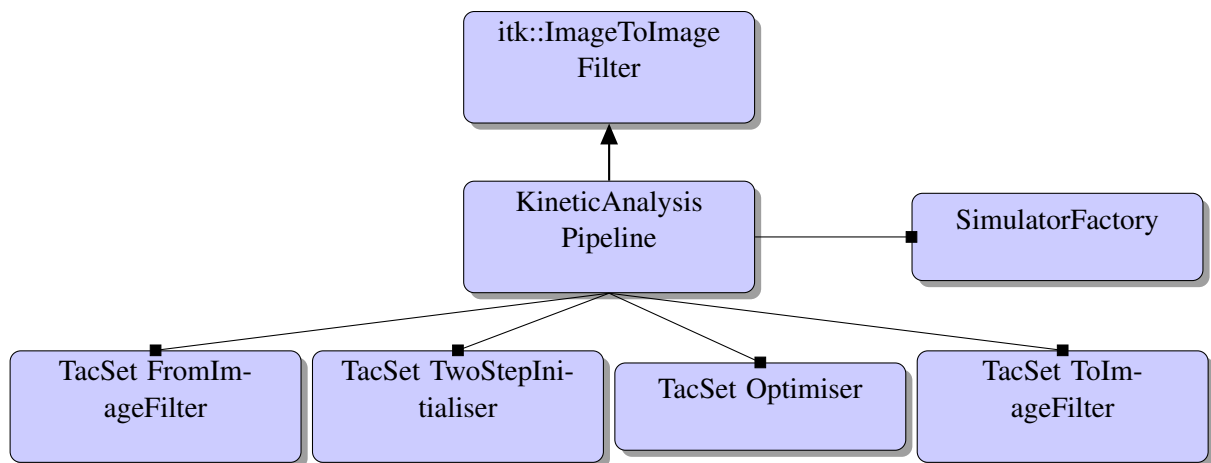 itk::ImageToImage
Filter
KineticAnalysis
Pipeline
SimulatorFactory
TacSet FromIm-
ageFilter
TacSet TwoStepIni-
tialiser
TacSet Optimiser
TacSet ToIm-
ageFilter